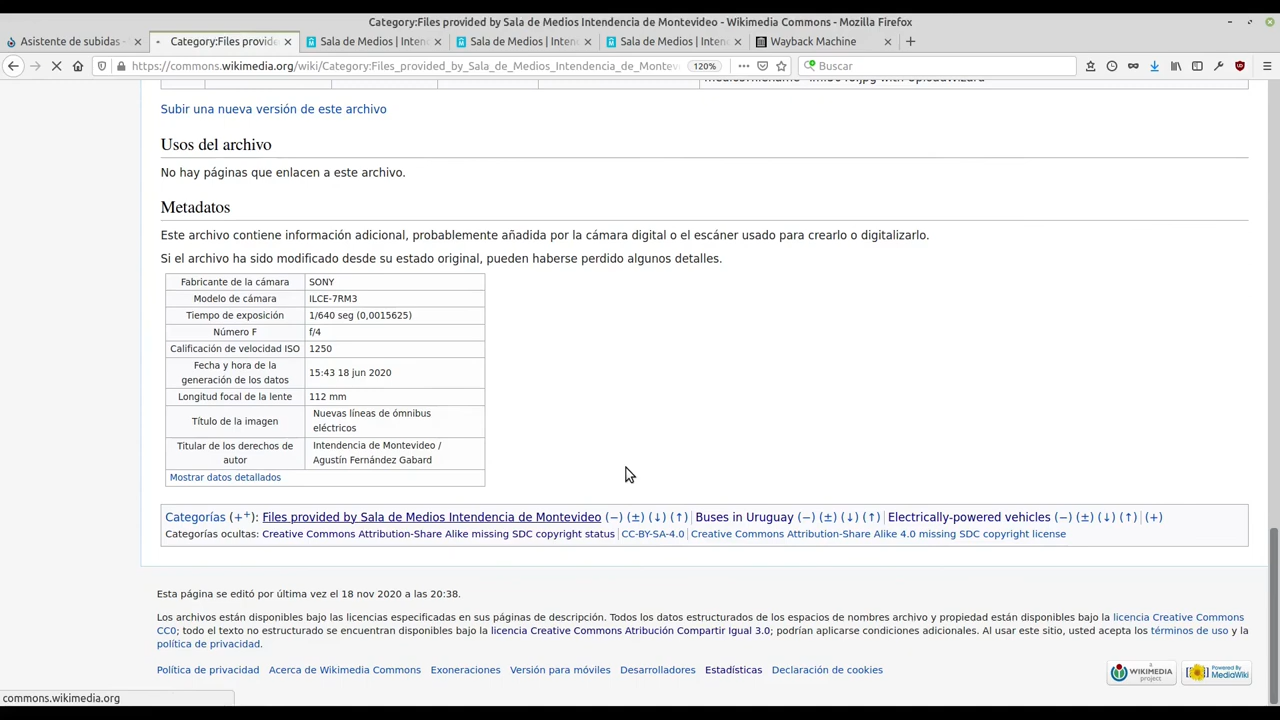 Category:Files provided by Sala de Medios Intendencia de Montevideo - Wikimedia Commons - Mozilla Firefox
Asistente de subidas -
Category:Files provide
Sala de Medios | Inten
Sala de Medios | Inten
Sala de Medios | Inten
Wayback Machine
https://commons.wikimedia.org/wiki/Category:Files_provided_by_Sala_de_Medios_Intendencia_de_Montev
120%
Buscar
Subir una nueva versión de este archivo
Usos del archivo
No hay páginas que enlacen a este archivo.
Metadatos
Este archivo contiene información adicional, probablemente añadida por la cámara digital o el escáner usado para crearlo o digitalizarlo.
Si el archivo ha sido modificado desde su estado original, pueden haberse perdido algunos detalles.
Fabricante de la cámara SONY
Modelo de cámara ILCE-7RM3
Tiempo de exposición 1/640 seg (0,0015625)
Número F f/4
Calificación de velocidad ISO 1250
Fecha y hora de la generación de los datos 15:43 18 jun 2020
Longitud focal de la lente 112 mm
Título de la imagen Nuevas líneas de ómnibus eléctricos
Titular de los derechos de autor Intendencia de Montevideo / Agustín Fernández Gabard
Mostrar datos detallados
Categorías (+⁺): Files provided by Sala de Medios Intendencia de Montevideo (−) (±) (↓) (↑) | Buses in Uruguay (−) (±) (↓) (↑) | Electrically-powered vehicles (−) (±) (↓) (↑) | (+)
Categorías ocultas: Creative Commons Attribution-Share Alike missing SDC copyright status | CC-BY-SA-4.0 | Creative Commons Attribution-Share Alike 4.0 missing SDC copyright license
Esta página se editó por última vez el 18 nov 2020 a las 20:38.
Los archivos están disponibles bajo las licencias especificadas en sus páginas de descripción. Todos los datos estructurados de los espacios de nombres archivo y propiedad están disponibles bajo la licencia Creative Commons
CC0; todo el texto no estructurado se encuentran disponibles bajo la licencia Creative Commons Atribución Compartir Igual 3.0; podrían aplicarse condiciones adicionales. Al usar este sitio, usted acepta los términos de uso y la
política de privacidad.
Política de privacidad Acerca de Wikimedia Commons Exoneraciones Versión para móviles Desarrolladores Estadísticas Declaración de cookies
a WIKIMEDIA project
Powered By MediaWiki
commons.wikimedia.org